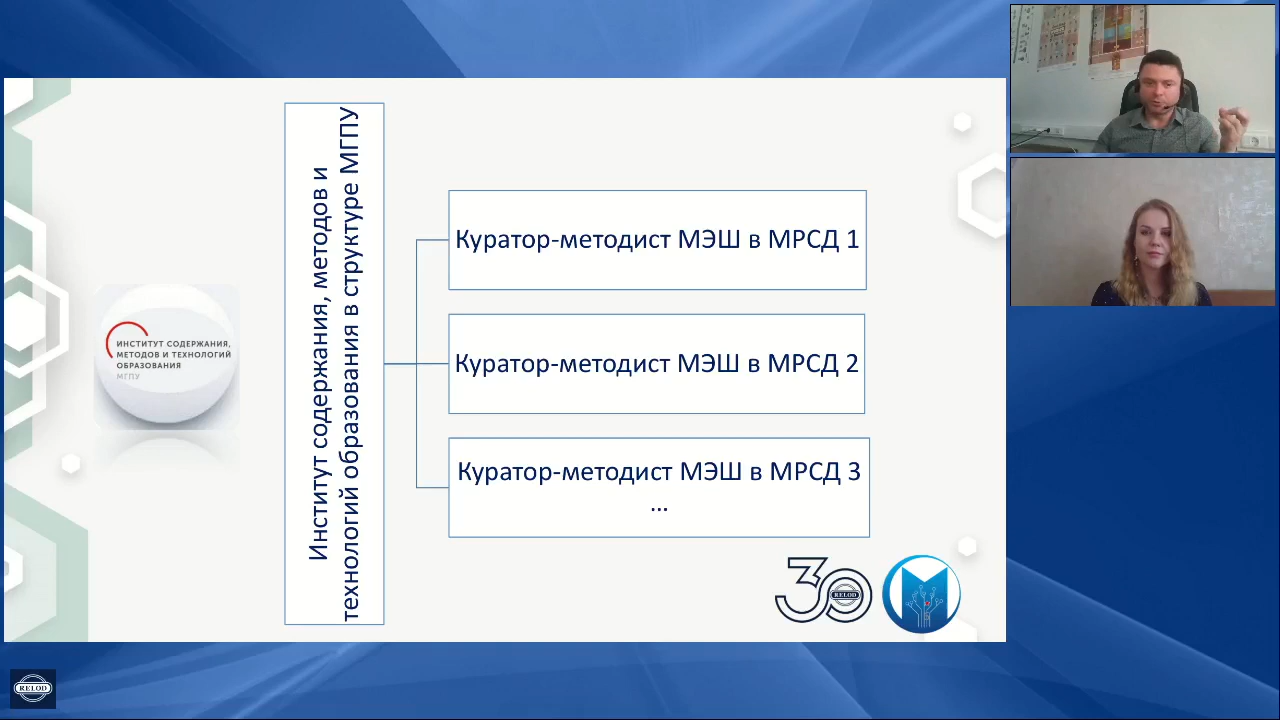 ИНСТИТУТ СОДЕРЖАНИЯ,
МЕТОДОВ И ТЕХНОЛОГИЙ
ОБРАЗОВАНИЯ
МГПУ
Институт содержания, методов и
технологий образования в структуре МГПУ
Куратор-методист МЭШ в МРСД 1
Куратор-методист МЭШ в МРСД 2
Куратор-методист МЭШ в МРСД 3
...
30
RELOD
RELOD